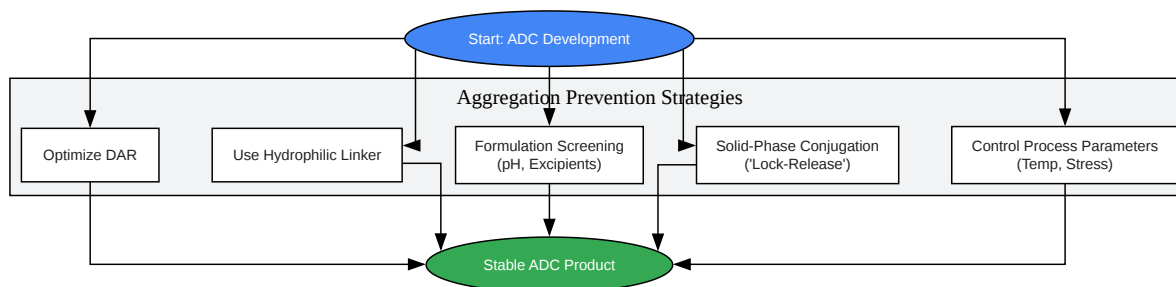 Start: ADC Development
Aggregation Prevention Strategies
Optimize DAR
Use Hydrophilic Linker
Formulation Screening
(pH, Excipients)
Solid-Phase Conjugation
('Lock-Release')
Control Process Parameters
(Temp, Stress)
Stable ADC Product